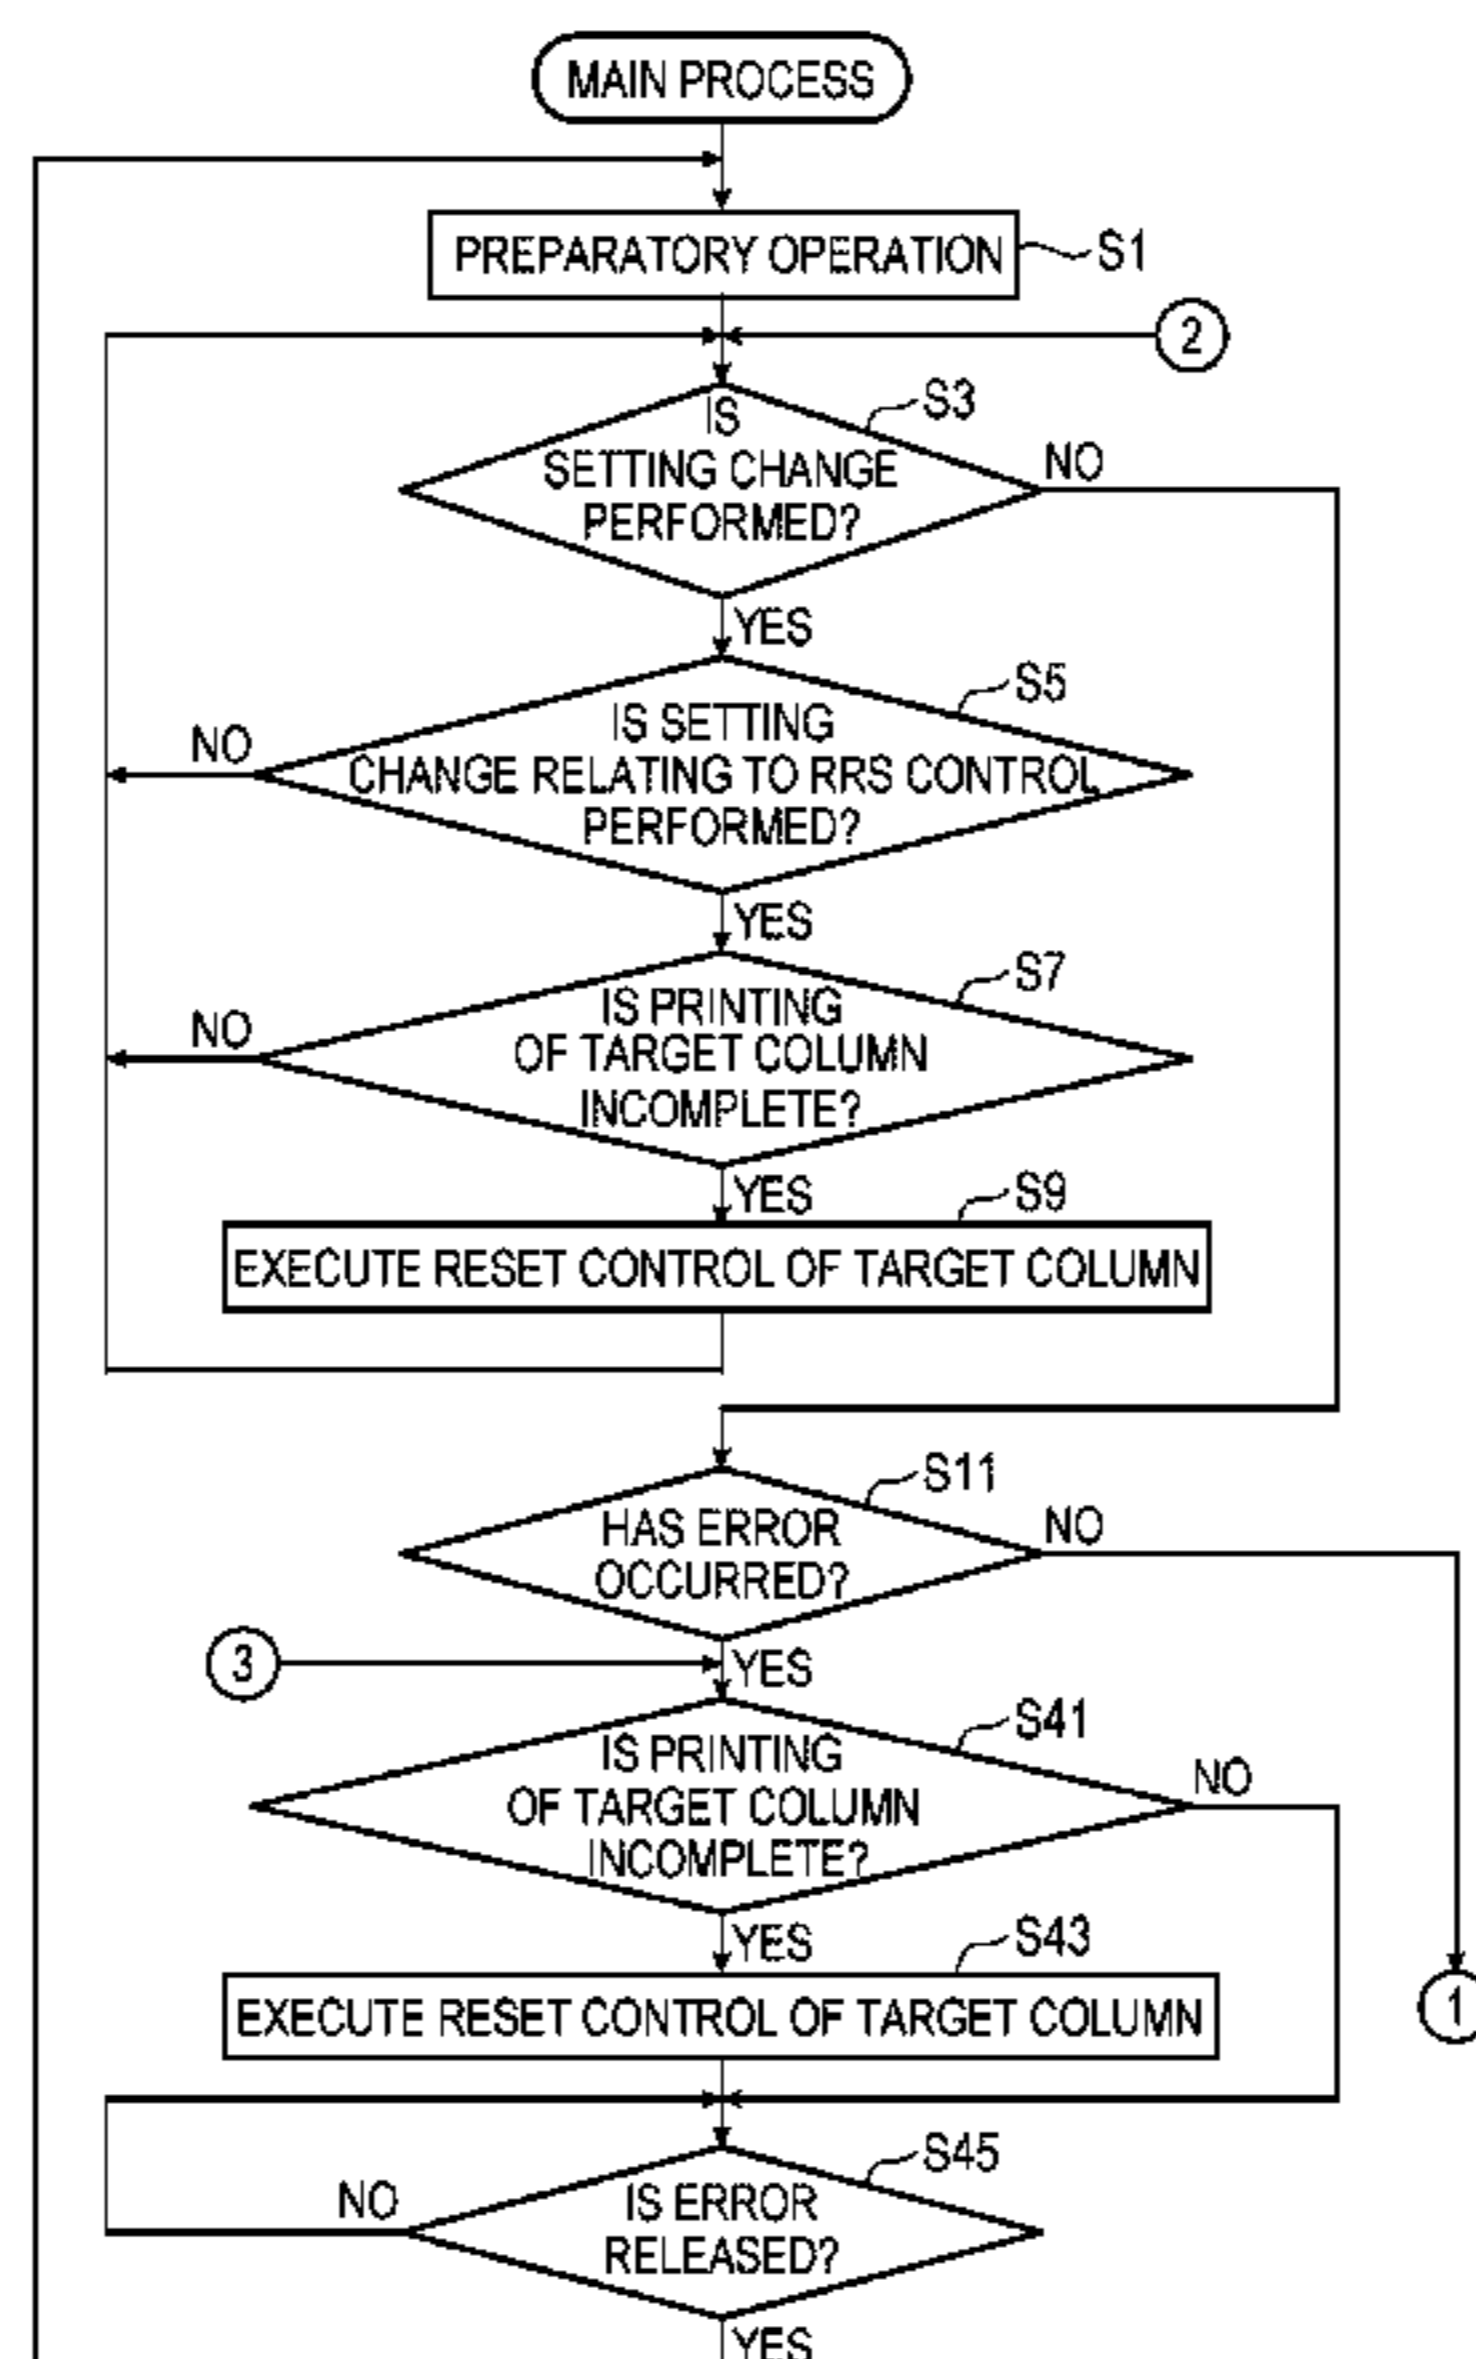 MAIN PROCESS
PREPARATORY OPERATION
S1
2
S3
IS
SETTING CHANGE
PERFORMED?
NO
YES
S5
IS SETTING
CHANGE RELATING TO RRS CONTROL
PERFORMED?
NO
YES
S7
IS PRINTING
OF TARGET COLUMN
INCOMPLETE?
NO
YES
S9
EXECUTE RESET CONTROL OF TARGET COLUMN
S11
HAS ERROR
OCCURRED?
NO
3
YES
S41
IS PRINTING
OF TARGET COLUMN
INCOMPLETE?
NO
YES
S43
EXECUTE RESET CONTROL OF TARGET COLUMN
1
S45
IS ERROR
RELEASED?
NO
YES